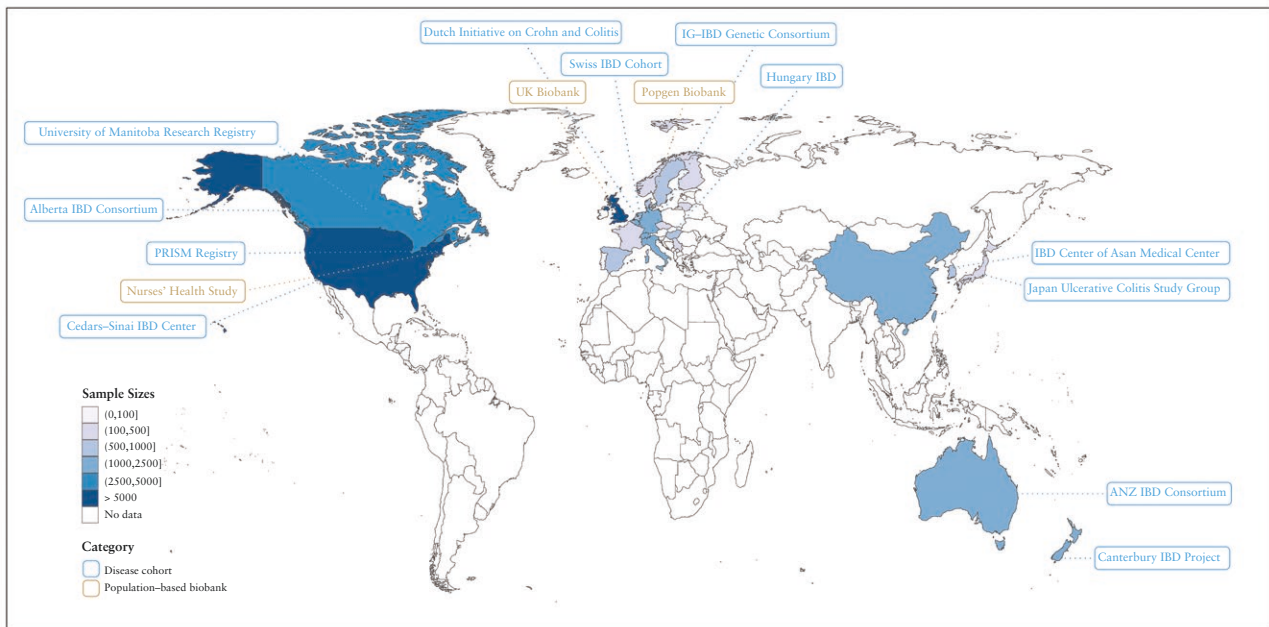 Dutch Initiative on Crohn and Colitis
IG–IBD Genetic Consortium
Swiss IBD Cohort
Hungary IBD
UK Biobank
Popgen Biobank
University of Manitoba Research Registry
Alberta IBD Consortium
PRISM Registry
IBD Center of Asan Medical Center
Nurses’ Health Study
Japan Ulcerative Colitis Study Group
Cedars–Sinai IBD Center
Sample Sizes
(0,100]
(100,500]
(500,1000]
(1000,2500]
(2500,5000]
> 5000
No data
ANZ IBD Consortium
Category
Canterbury IBD Project
Disease cohort
Population–based biobank